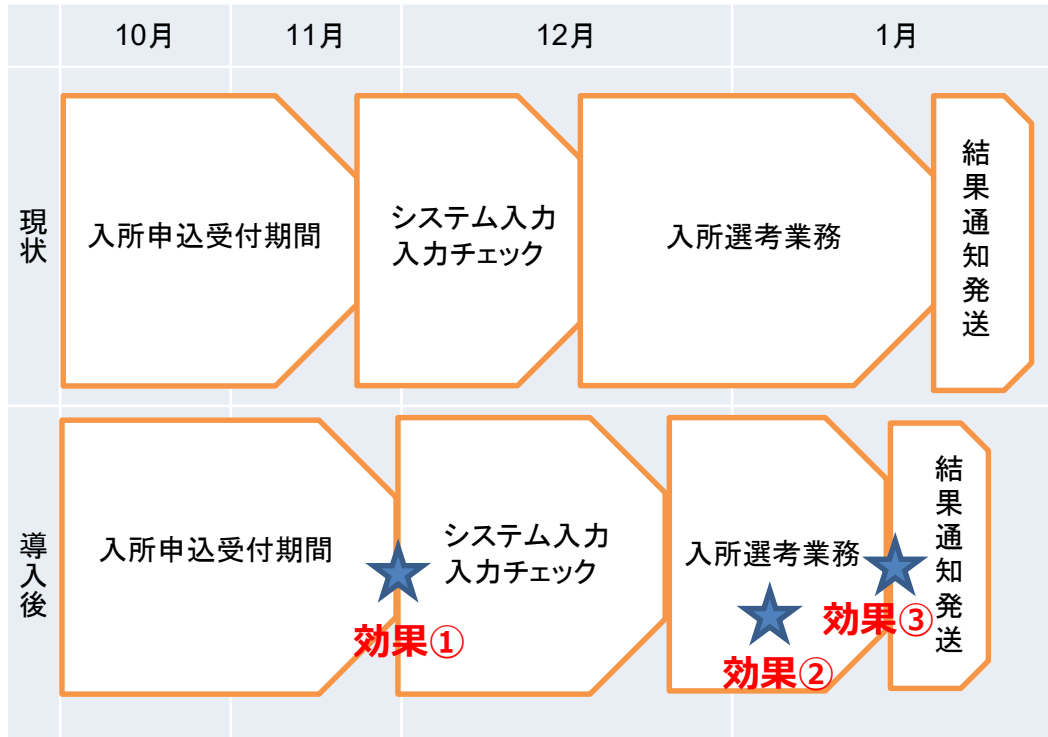 10月 11月 12月 1月
現状
入所申込受付期間
システム入力
入力チェック
入所選考業務
結果通知発送
導入後
入所申込受付期間
システム入力
入力チェック
入所選考業務
結果通知発送
効果①
効果②
効果③